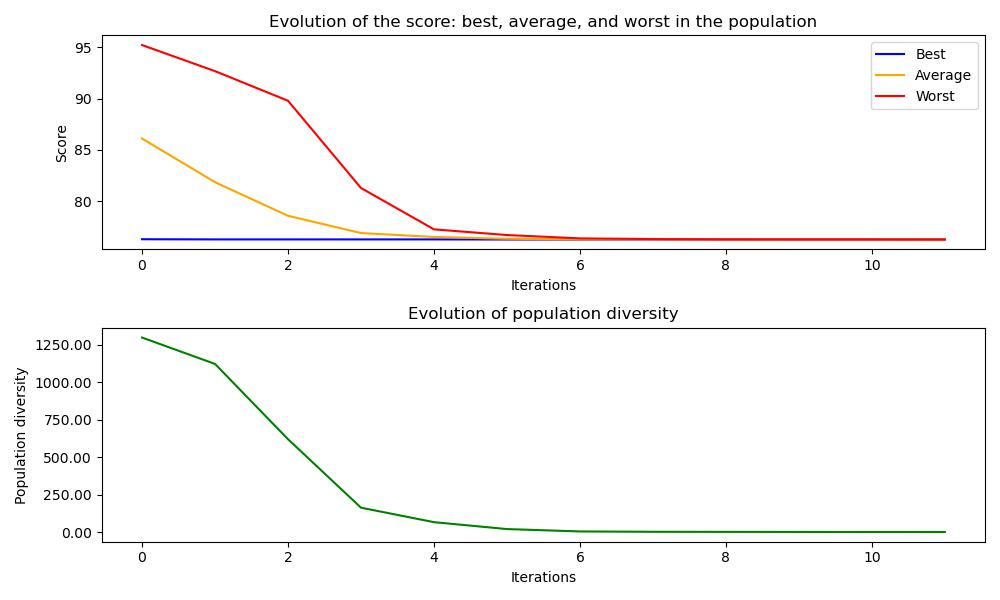 Evolution of the score: best, average, and worst in the population
95
90
85
80
Score
Best
Average
Worst
0 2 4 6 8 10
Iterations
Evolution of population diversity
1250.00
1000.00
750.00
500.00
250.00
0.00
Population diversity
0 2 4 6 8 10
Iterations